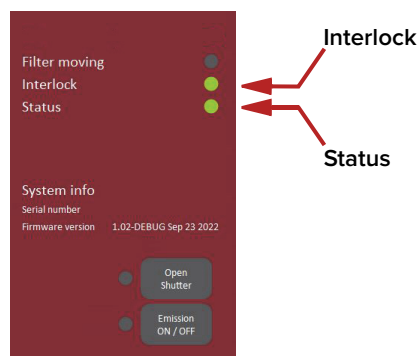 Interlock
Filter moving
Interlock
Status
Status
System info
Serial number
Firmware version 1.02-DEBUG Sep 23 2022
Open
Shutter
Emission
ON / OFF